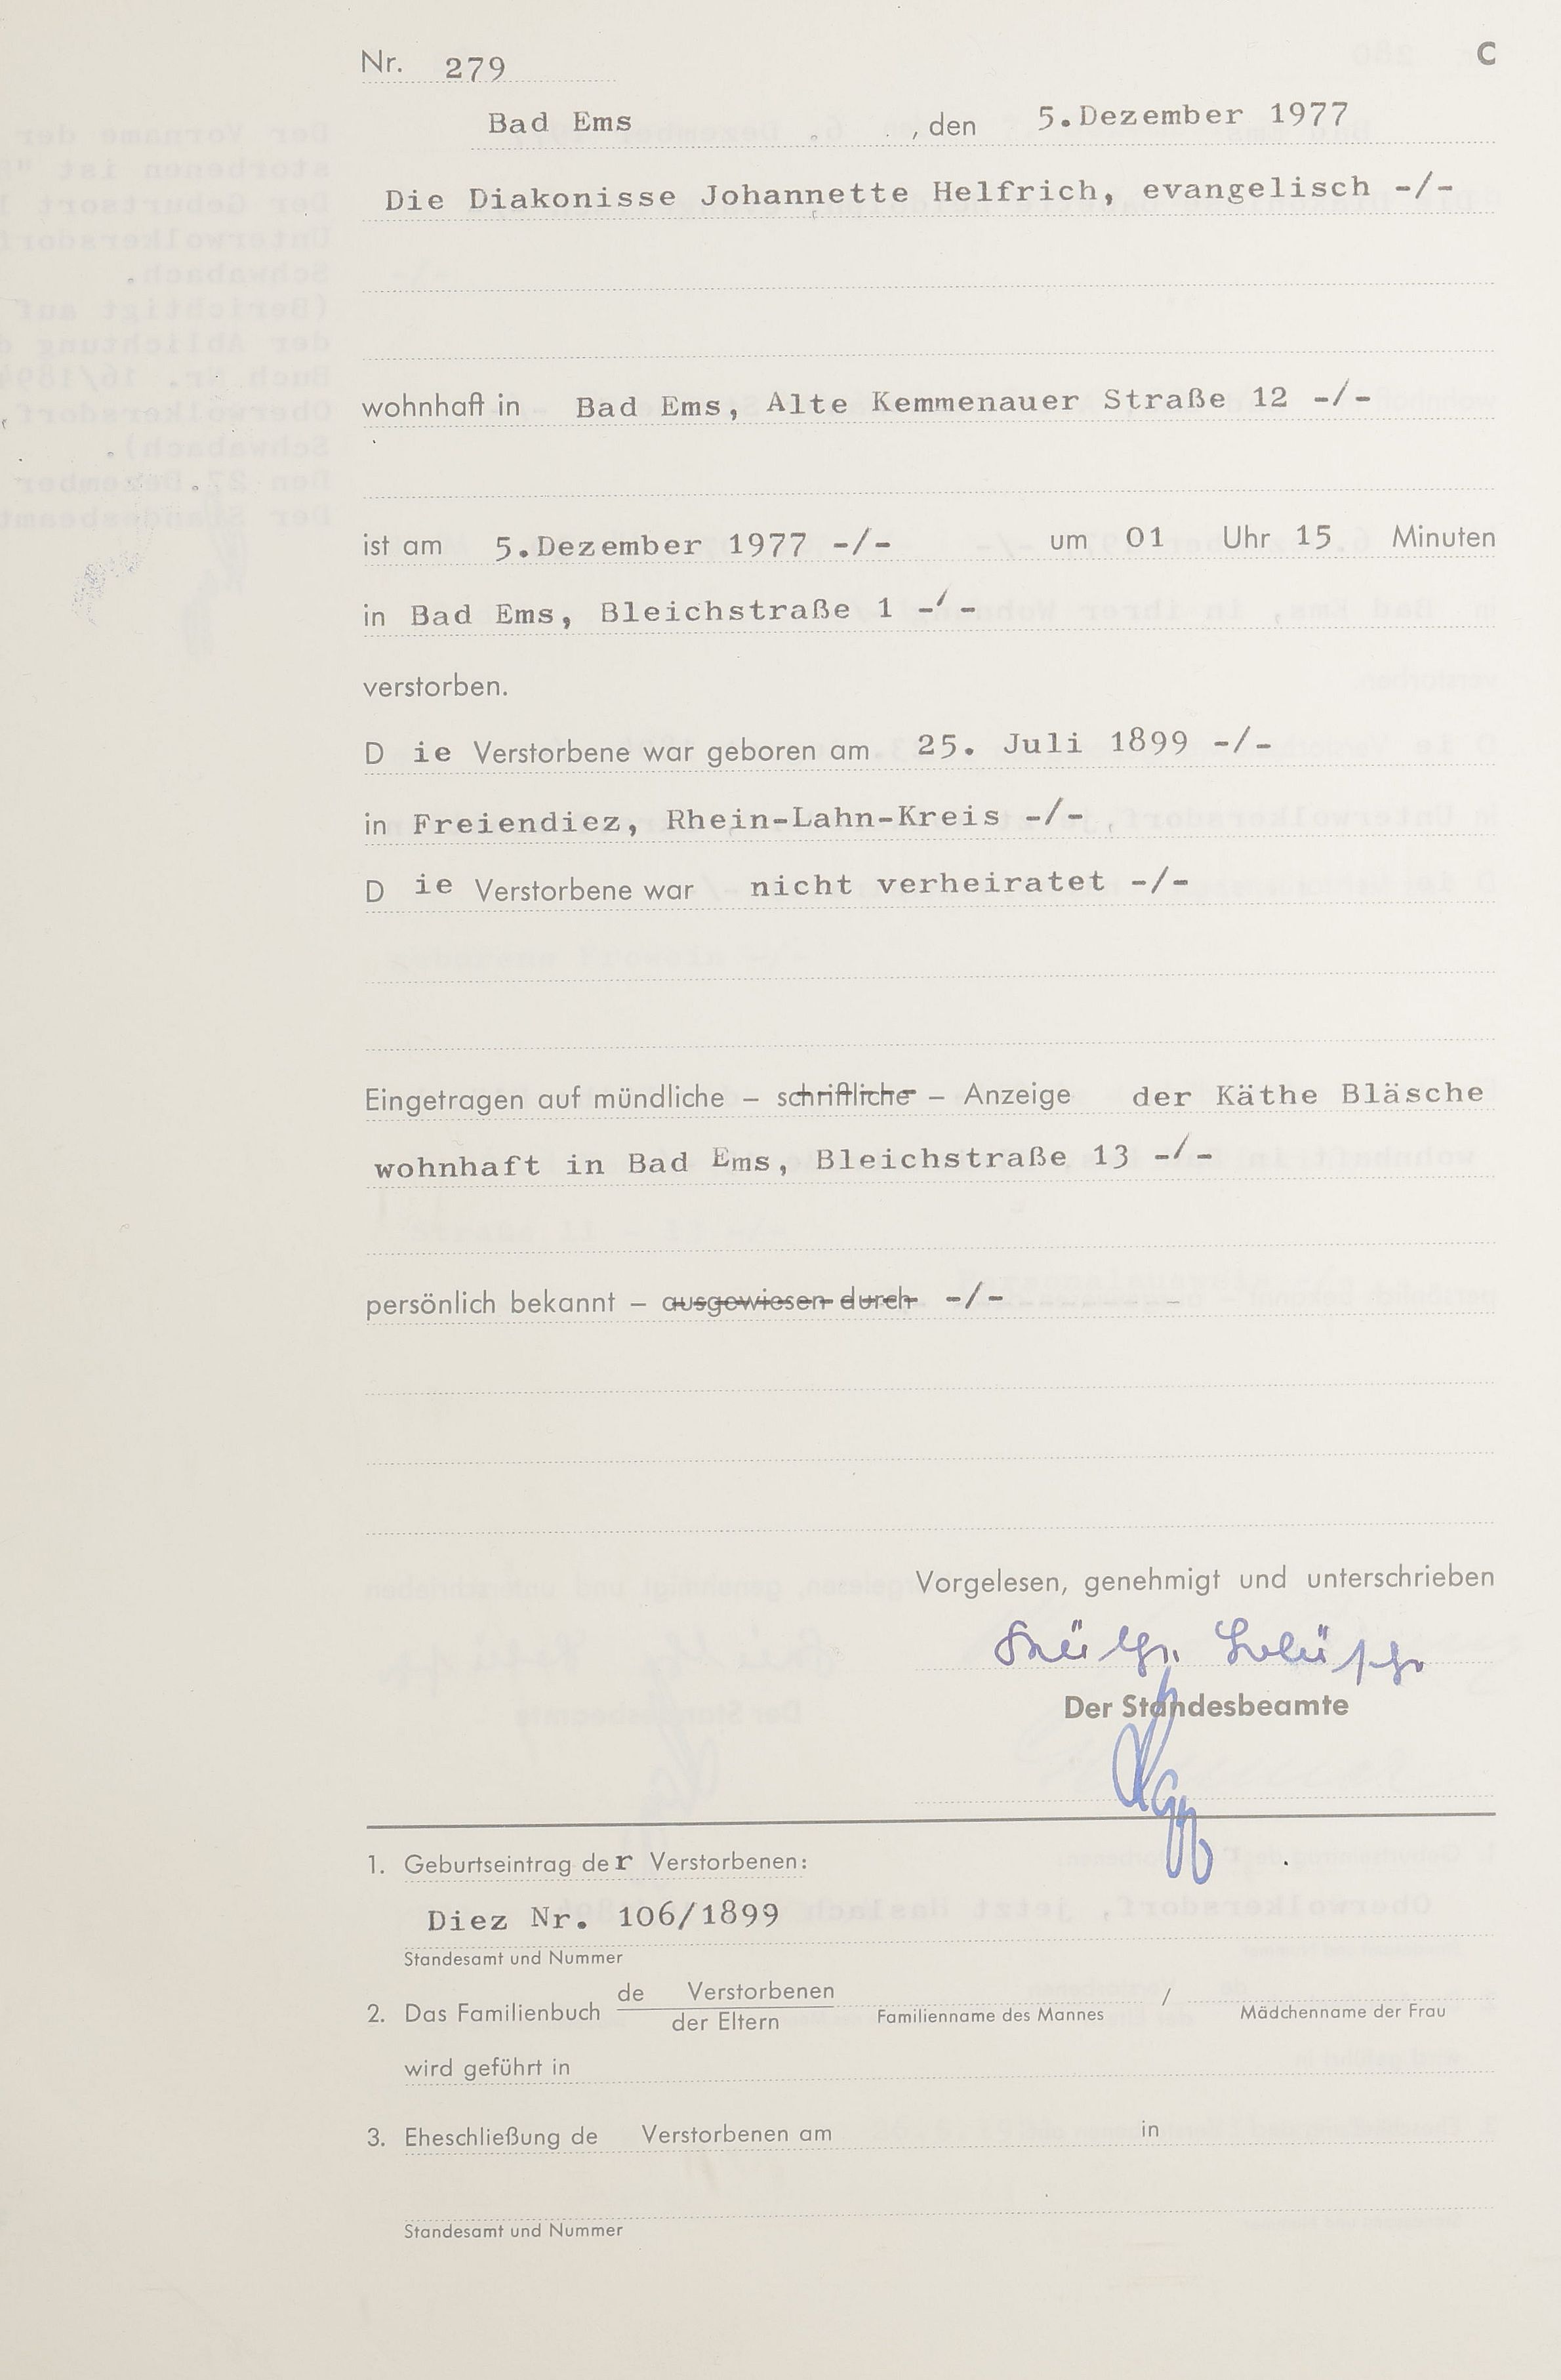 Nr. 279
C
Bad Ems , den 5.Dezember 1977
Die Diakonisse Johannette Helfrich, evangelisch -/-
wohnhaft in Bad Ems, Alte Kemmenauer Straße 12 -/-
ist am 5.Dezember 1977 -/- um 01 Uhr 15 Minuten
in Bad Ems, Bleichstraße 1 -/-
verstorben.
Die Verstorbene war geboren am 25. Juli 1899 -/-
in Freiendiez, Rhein-Lahn-Kreis -/-
Die Verstorbene war nicht verheiratet -/-
Eingetragen auf mündliche – schriftliche – Anzeige der Käthe Bläsche
wohnhaft in Bad Ems, Bleichstraße 13 -/-
persönlich bekannt – ausgewiesen durch -/-
Vorgelesen, genehmigt und unterschrieben
Käthe Bläsche
Der Standesbeamte
1. Geburtseintrag der Verstorbenen:
Diez Nr. 106/1899
Standesamt und Nummer
2. Das Familienbuch de Verstorbenen / 
der Eltern Familienname des Mannes Mädchenname der Frau
wird geführt in
3. Eheschließung de Verstorbenen am in
Standesamt und Nummer